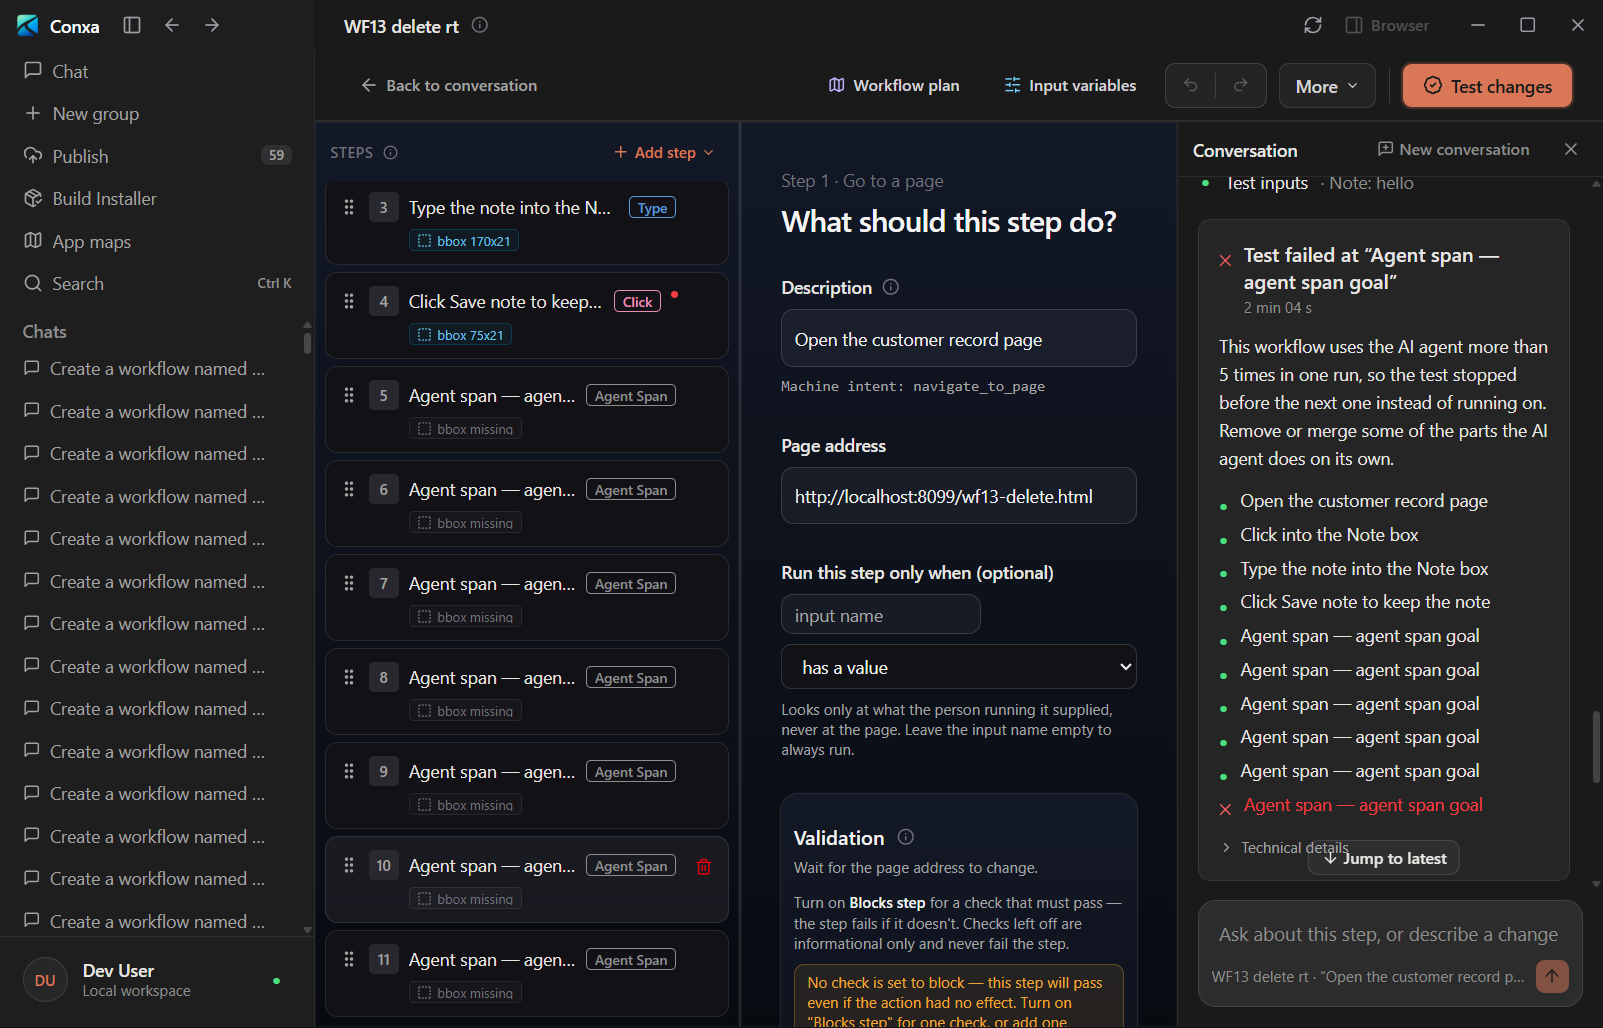 Conxa
WF13 delete rt
Browser
Chat
New group
Publish
59
Build Installer
App maps
Search
Ctrl K
Chats
Create a workflow named ...
Create a workflow named ...
Create a workflow named ...
Create a workflow named ...
Create a workflow named ...
Create a workflow named ...
Create a workflow named ...
Create a workflow named ...
Create a workflow named ...
Create a workflow named ...
Create a workflow named ...
Create a workflow named ...
Create a workflow named ...
Create a workflow named ...
DU
Dev User
Local workspace
Back to conversation
Workflow plan
Input variables
More
Test changes
STEPS
Add step
3
Type the note into the N...
Type
bbox 170x21
4
Click Save note to keep...
Click
bbox 75x21
5
Agent span — agen...
Agent Span
bbox missing
6
Agent span — agen...
Agent Span
bbox missing
7
Agent span — agen...
Agent Span
bbox missing
8
Agent span — agen...
Agent Span
bbox missing
9
Agent span — agen...
Agent Span
bbox missing
10
Agent span — agen...
Agent Span
bbox missing
11
Agent span — agen...
Agent Span
bbox missing
Step 1 · Go to a page
What should this step do?
Description
Open the customer record page
Machine intent: navigate_to_page
Page address
http://localhost:8099/wf13-delete.html
Run this step only when (optional)
input name
has a value
Looks only at what the person running it supplied,
never at the page. Leave the input name empty to
always run.
Validation
Wait for the page address to change.
Turn on Blocks step for a check that must pass —
the step fails if it doesn't. Checks left off are
informational only and never fail the step.
No check is set to block — this step will pass
even if the action had no effect. Turn on
"Blocks step" for one check, or add one
Conversation
New conversation
Test inputs · Note: hello
Test failed at “Agent span —
agent span goal”
2 min 04 s
This workflow uses the AI agent more than
5 times in one run, so the test stopped
before the next one instead of running on.
Remove or merge some of the parts the AI
agent does on its own.
Open the customer record page
Click into the Note box
Type the note into the Note box
Click Save note to keep the note
Agent span — agent span goal
Agent span — agent span goal
Agent span — agent span goal
Agent span — agent span goal
Agent span — agent span goal
Agent span — agent span goal
Technical details
Jump to latest
Ask about this step, or describe a change
WF13 delete rt · “Open the customer record p...